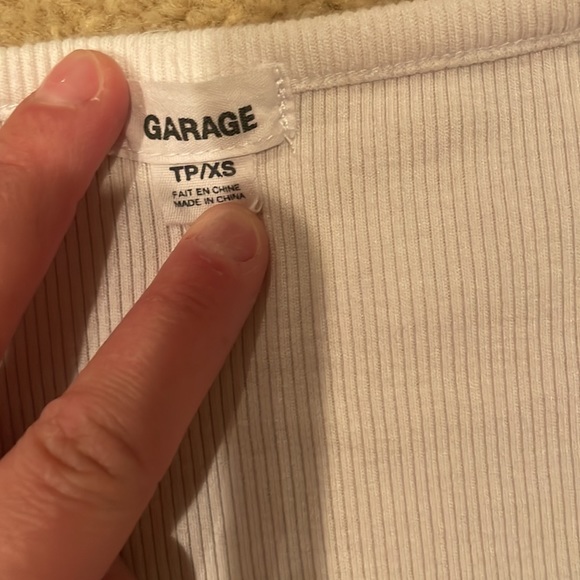 GARAGE
TP/XS
FAIT EN CHINE
MADE IN CHINA